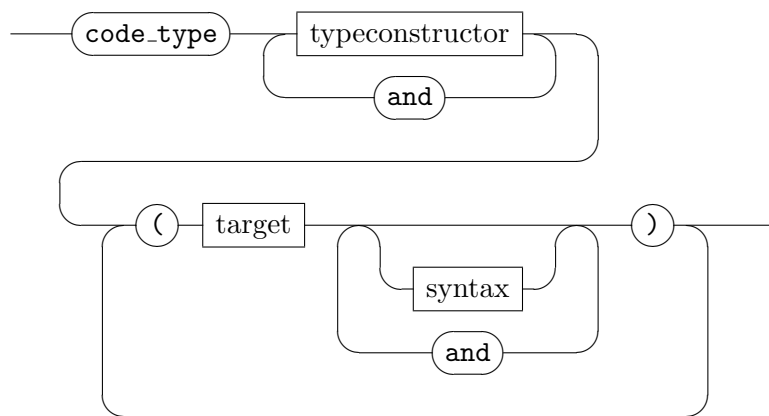 code_type typeconstructor
and
( target )
syntax
and